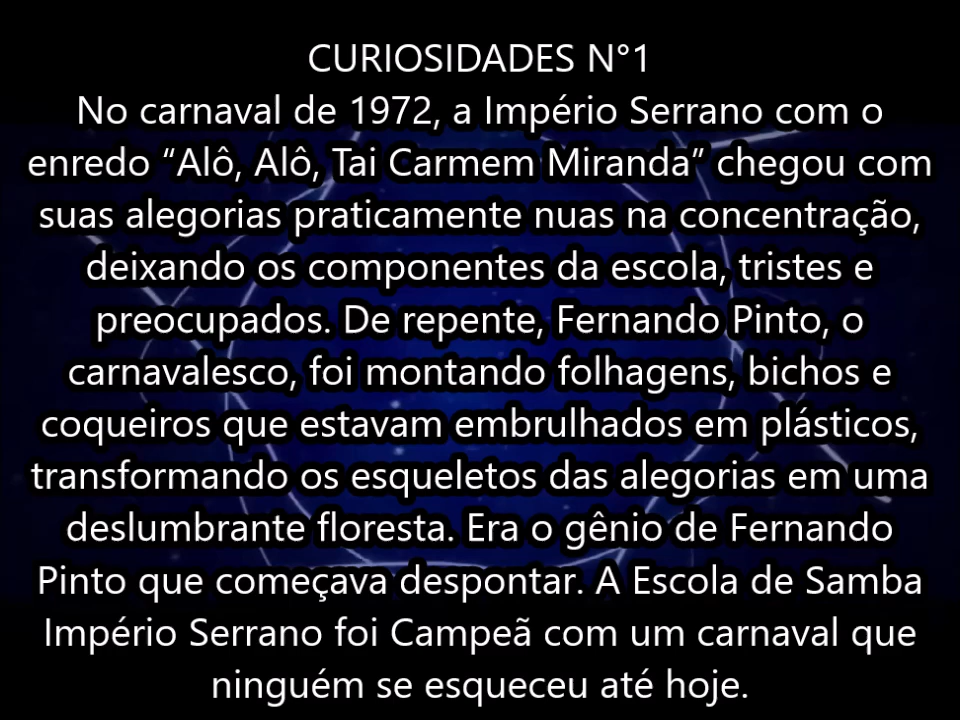 CURIOSIDADES N°1
No carnaval de 1972, a Império Serrano com o
enredo “Alô, Alô, Tai Carmem Miranda” chegou com
suas alegorias praticamente nuas na concentração,
deixando os componentes da escola, tristes e
preocupados. De repente, Fernando Pinto, o
carnavalesco, foi montando folhagens, bichos e
coqueiros que estavam embrulhados em plásticos,
transformando os esqueletos das alegorias em uma
deslumbrante floresta. Era o gênio de Fernando
Pinto que começava despontar. A Escola de Samba
Império Serrano foi Campeã com um carnaval que
ninguém se esqueceu até hoje.